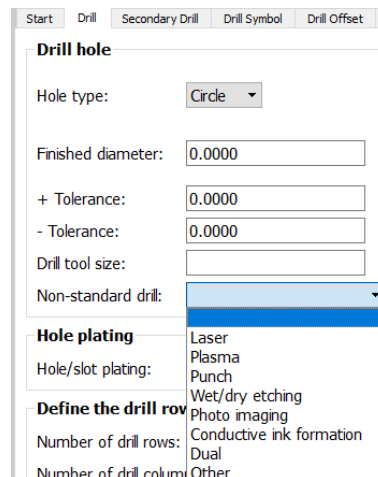 Start Drill Secondary Drill Drill Symbol Drill Offset
Drill hole
Hole type: Circle
Finished diameter: 0.0000
+ Tolerance: 0.0000
- Tolerance: 0.0000
Drill tool size:
Non-standard drill:
Hole plating
Laser
Plasma
Hole/slot plating:
Punch
Wet/dry etching
Define the drill row
Photo imaging
Number of drill rows:
Conductive ink formation
Dual
Number of drill colum
Other